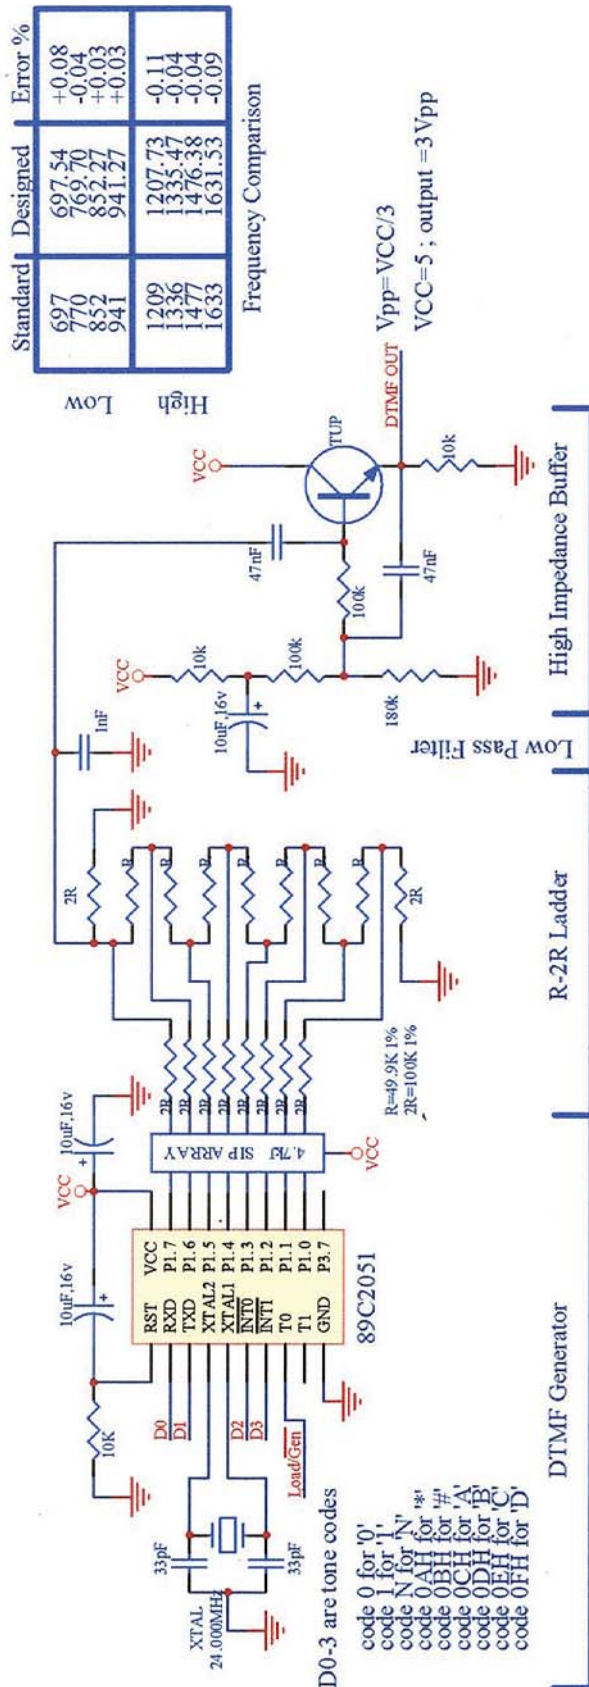 10K
10uF,16v
+
VCC
10uF,16v
+
33pF
33pF
XTAL
24.000MHz
D0
D1
D2
D3
Load/Gen
RST VCC
RXD P1.7
TXD P1.6
XTAL2 P1.5
XTAL1 P1.4
INT0 P1.3
INT1 P1.2
T0 P1.1
T1 P1.0
GND P3.7
89C2051
SIP ARRAY
VCC
2R
2R
2R
2R
2R
2R
2R
2R
R=49.9K 1%
2R=100K 1%
2R
R
R
R
R
R
R
R
2R
1nF
VCC
10k
10uF,16v
+
100k
180k
47nF
100k
47nF
VCC
TUP
DTMF OUT
10k
Vpp=VCC/3
VCC=5 ; output =3Vpp
D0-3 are tone codes
code 0 for '0'
code 1 for '1'
code N for 'N'
code 0AH for '*'
code 0BH for '#'
code 0CH for 'A'
code 0DH for 'B'
code 0EH for 'C'
code 0FH for 'D'
DTMF Generator
R-2R Ladder
Low Pass Filter
High Impedance Buffer
Standard Designed Error %
Low
697 697.54 +0.08
770 769.70 -0.04
852 852.27 +0.03
941 941.27 +0.03
High
1209 1207.73 -0.11
1336 1335.47 -0.04
1477 1476.38 -0.04
1633 1631.53 -0.09
Frequency Comparison